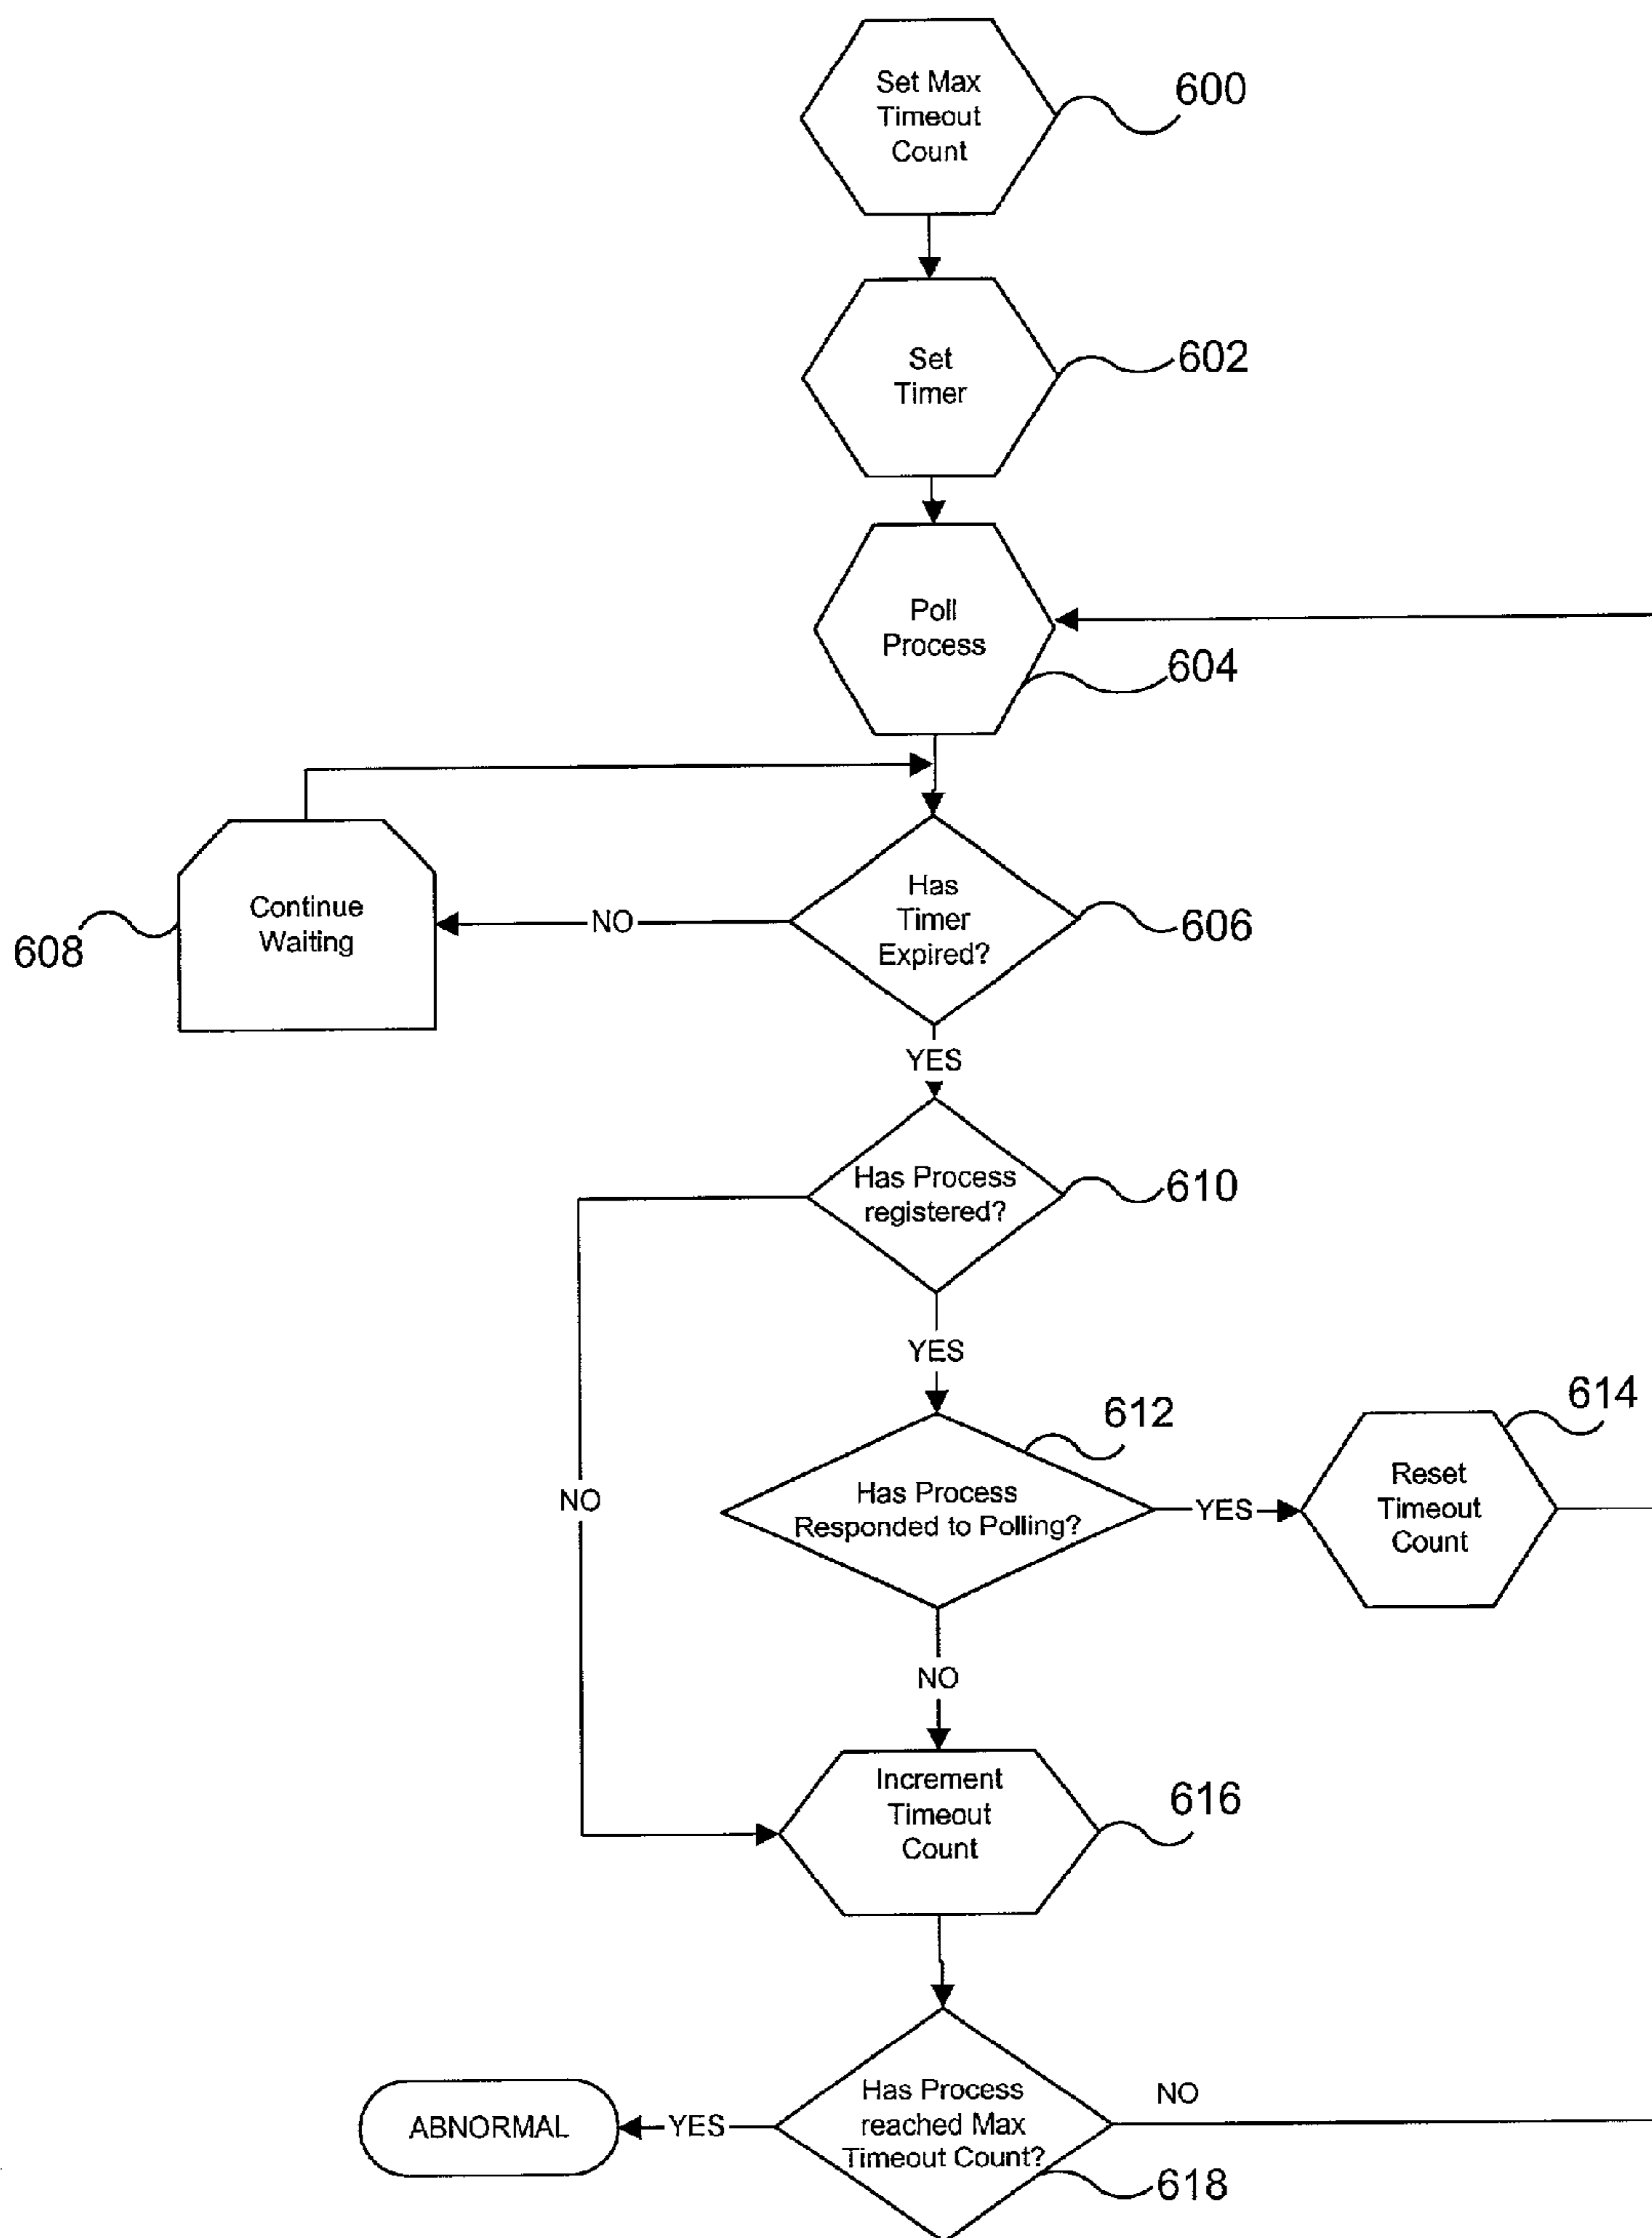 Set Max
Timeout
Count
600
Set
Timer
602
Poll
Process
604
Has
Timer
Expired?
606
NO
Continue
Waiting
608
YES
Has Process
registered?
610
NO
YES
612
Has Process
Responded to Polling?
YES
614
Reset
Timeout
Count
NO
Increment
Timeout
Count
616
Has Process
reached Max
Timeout Count?
618
NO
YES
ABNORMAL